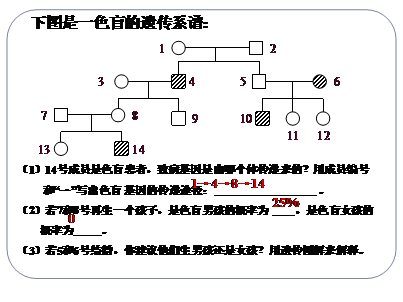 下图是一色盲的遗传系谱：
1 2
3 4 5 6
7 8 9 10 11 12
13 14
（1）14号成员是色盲患者，致病基因是由哪个体传递来的？用成员编号
和“→”写出色盲基因的传递途径：1→4→8→14。
（2）若7和8号再生一个孩子，是色盲男孩的概率为 25%，是色盲女孩的
概率为 0。
（3）若5和6号结婚，你建议他们生男孩还是女孩？用遗传图解来解释。